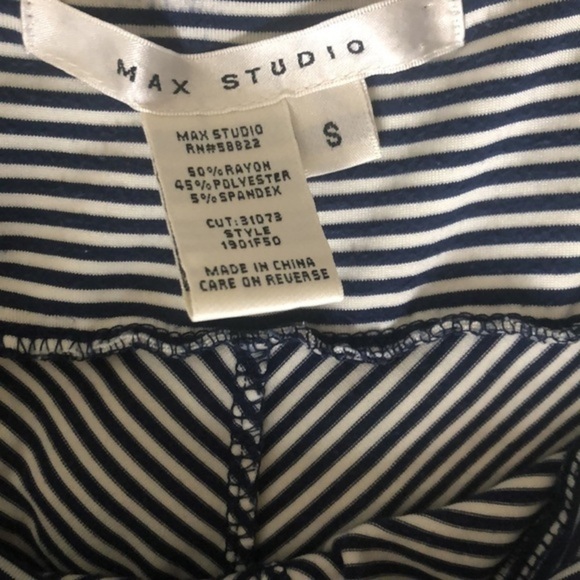 MAX STUDIO
S
MAX STUDIO
RN#58822
50%RAYON
45%POLYESTER
5%SPANDEX
CUT:31073
STYLE
19D1F50
MADE IN CHINA
CARE ON REVERSE